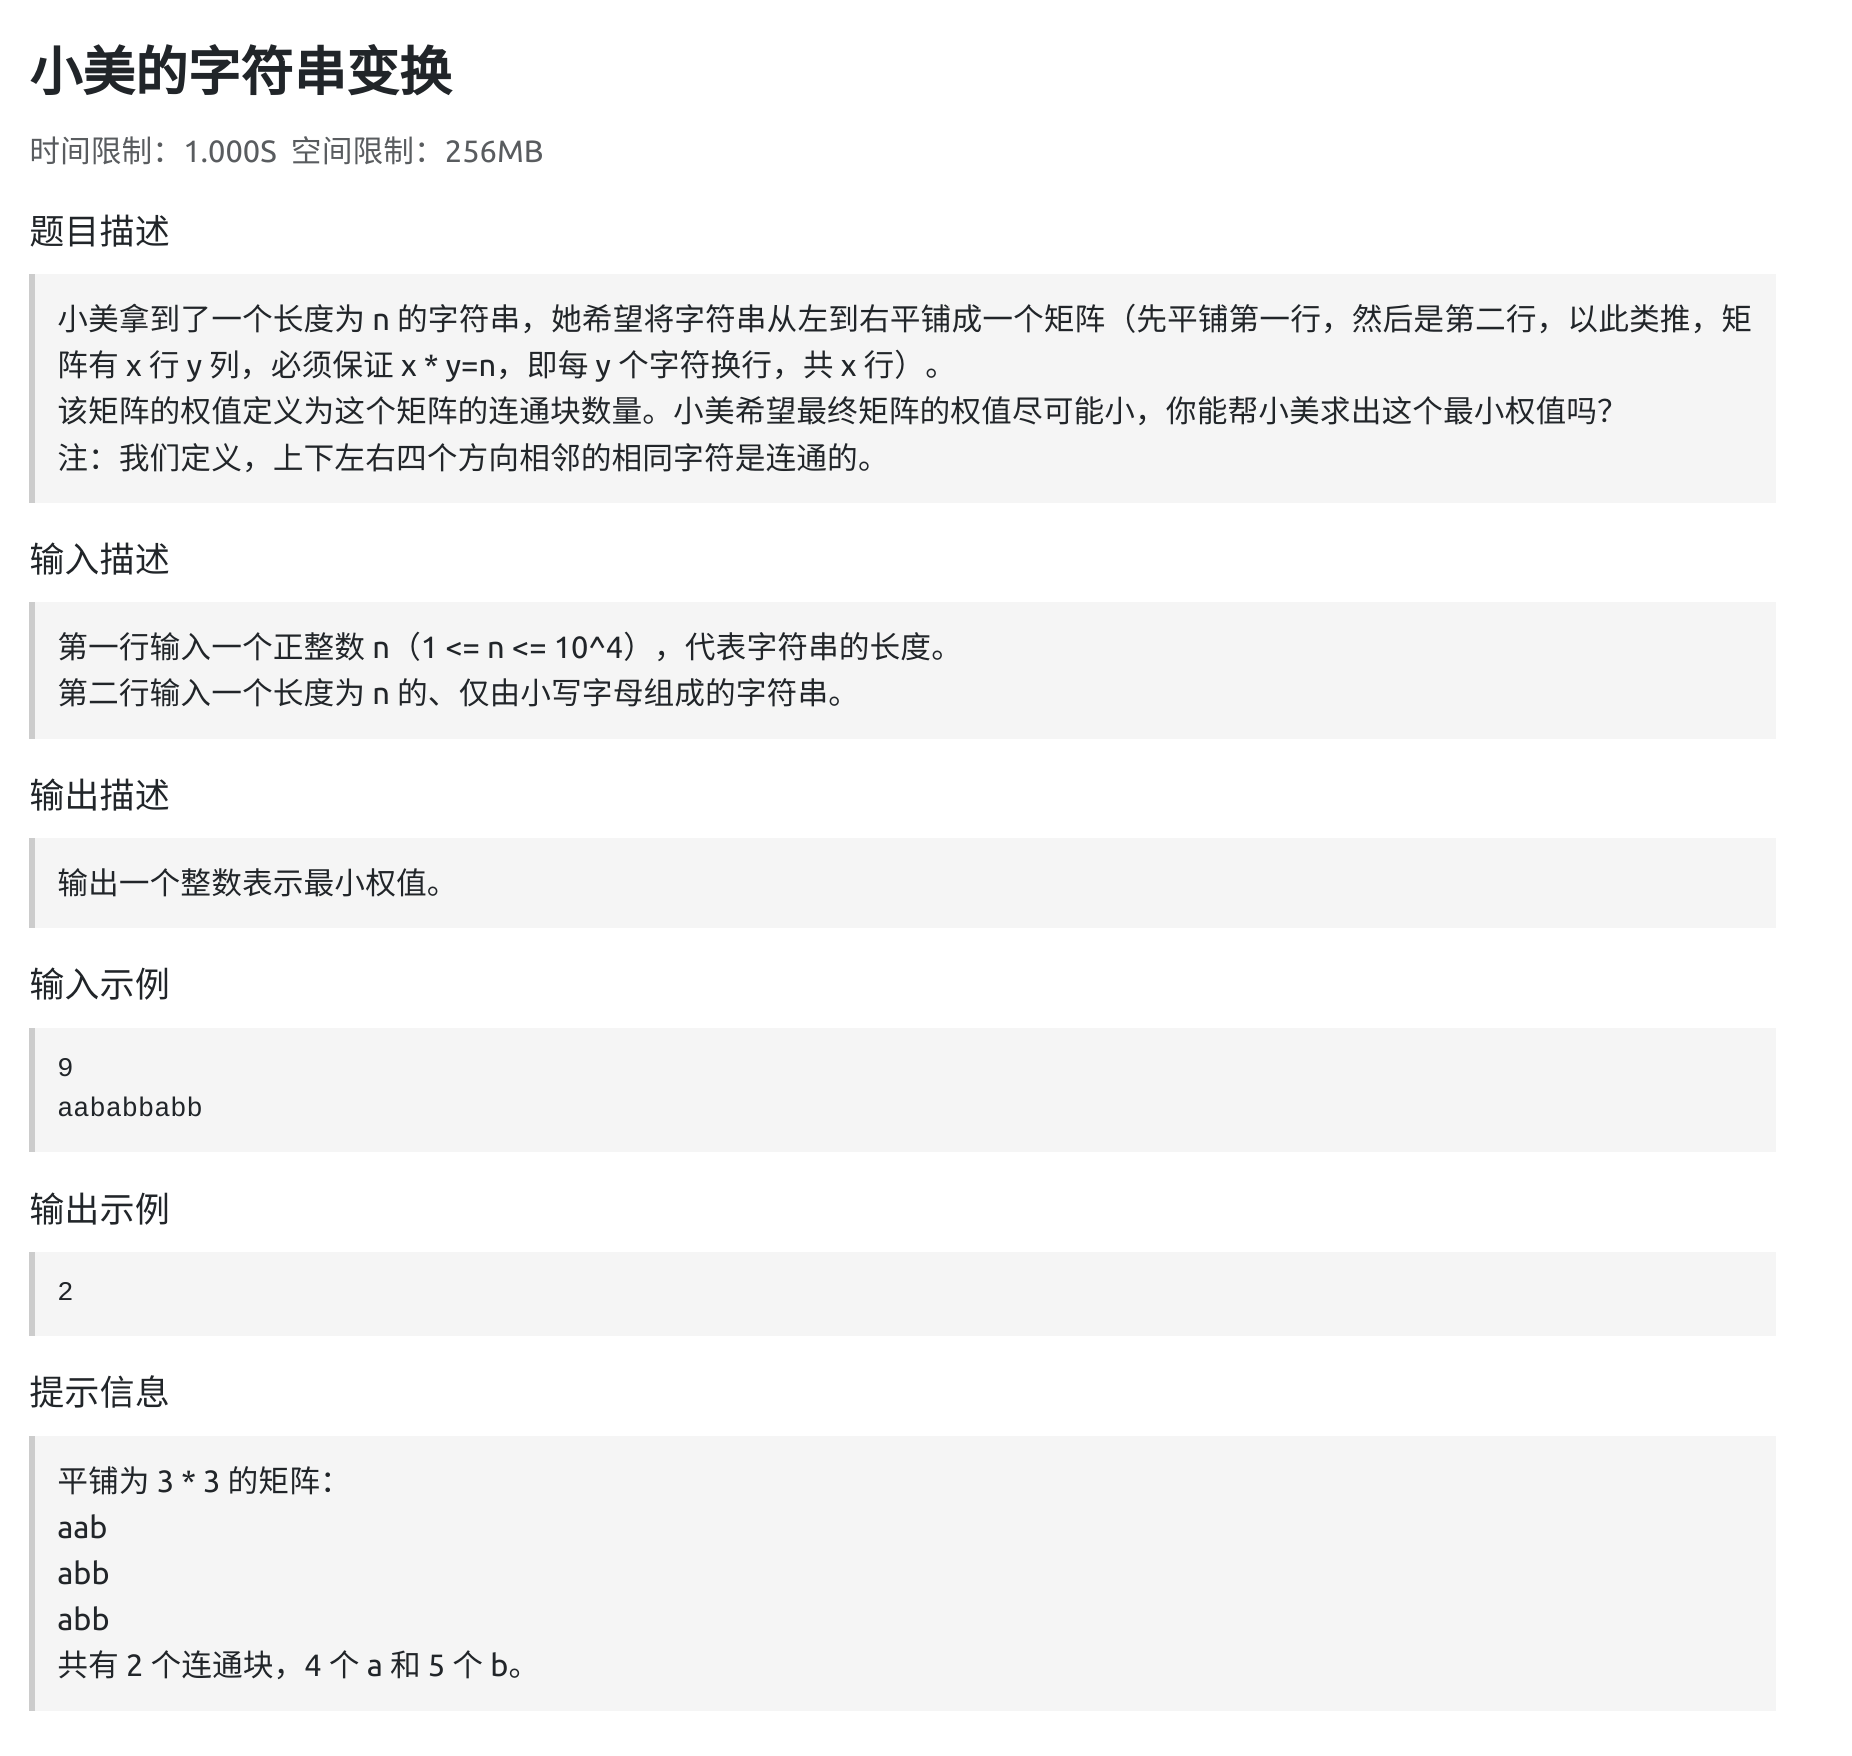 小美的字符串变换
时间限制：1.000S 空间限制：256MB
题目描述
小美拿到了一个长度为 n 的字符串，她希望将字符串从左到右平铺成一个矩阵（先平铺第一行，然后是第二行，以此类推，矩
阵有 x 行 y 列，必须保证 x * y=n，即每 y 个字符换行，共 x 行）。
该矩阵的权值定义为这个矩阵的连通块数量。小美希望最终矩阵的权值尽可能小，你能帮小美求出这个最小权值吗？
注：我们定义，上下左右四个方向相邻的相同字符是连通的。
输入描述
第一行输入一个正整数 n（1 <= n <= 10^4），代表字符串的长度。
第二行输入一个长度为 n 的、仅由小写字母组成的字符串。
输出描述
输出一个整数表示最小权值。
输入示例
9
aababbabb
输出示例
2
提示信息
平铺为 3 * 3 的矩阵：
aab
abb
abb
共有 2 个连通块，4 个 a 和 5 个 b。